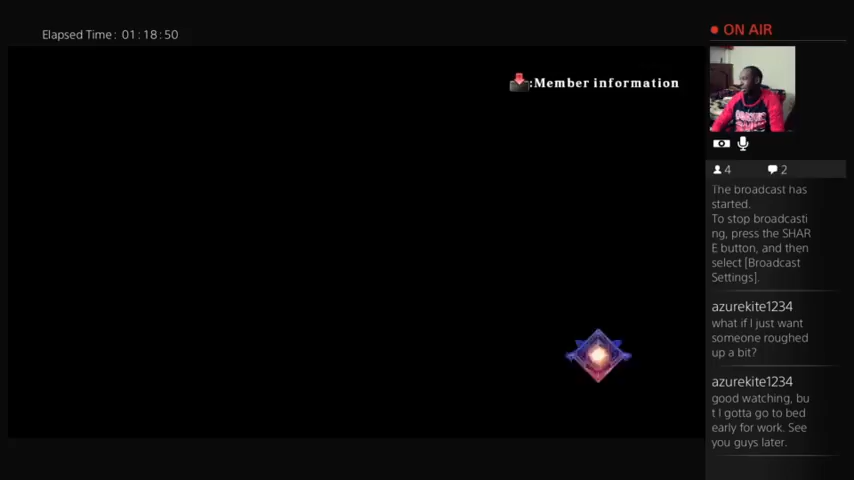 Elapsed Time: 01:18:50
ON AIR
:Member information
4
2
The broadcast has
started.
To stop broadcasti
ng, press the SHAR
E button, and then
select [Broadcast
Settings].
azurekite1234
what if I just want
someone roughed
up a bit?
azurekite1234
good watching, bu
t I gotta go to bed
early for work. See
you guys later.